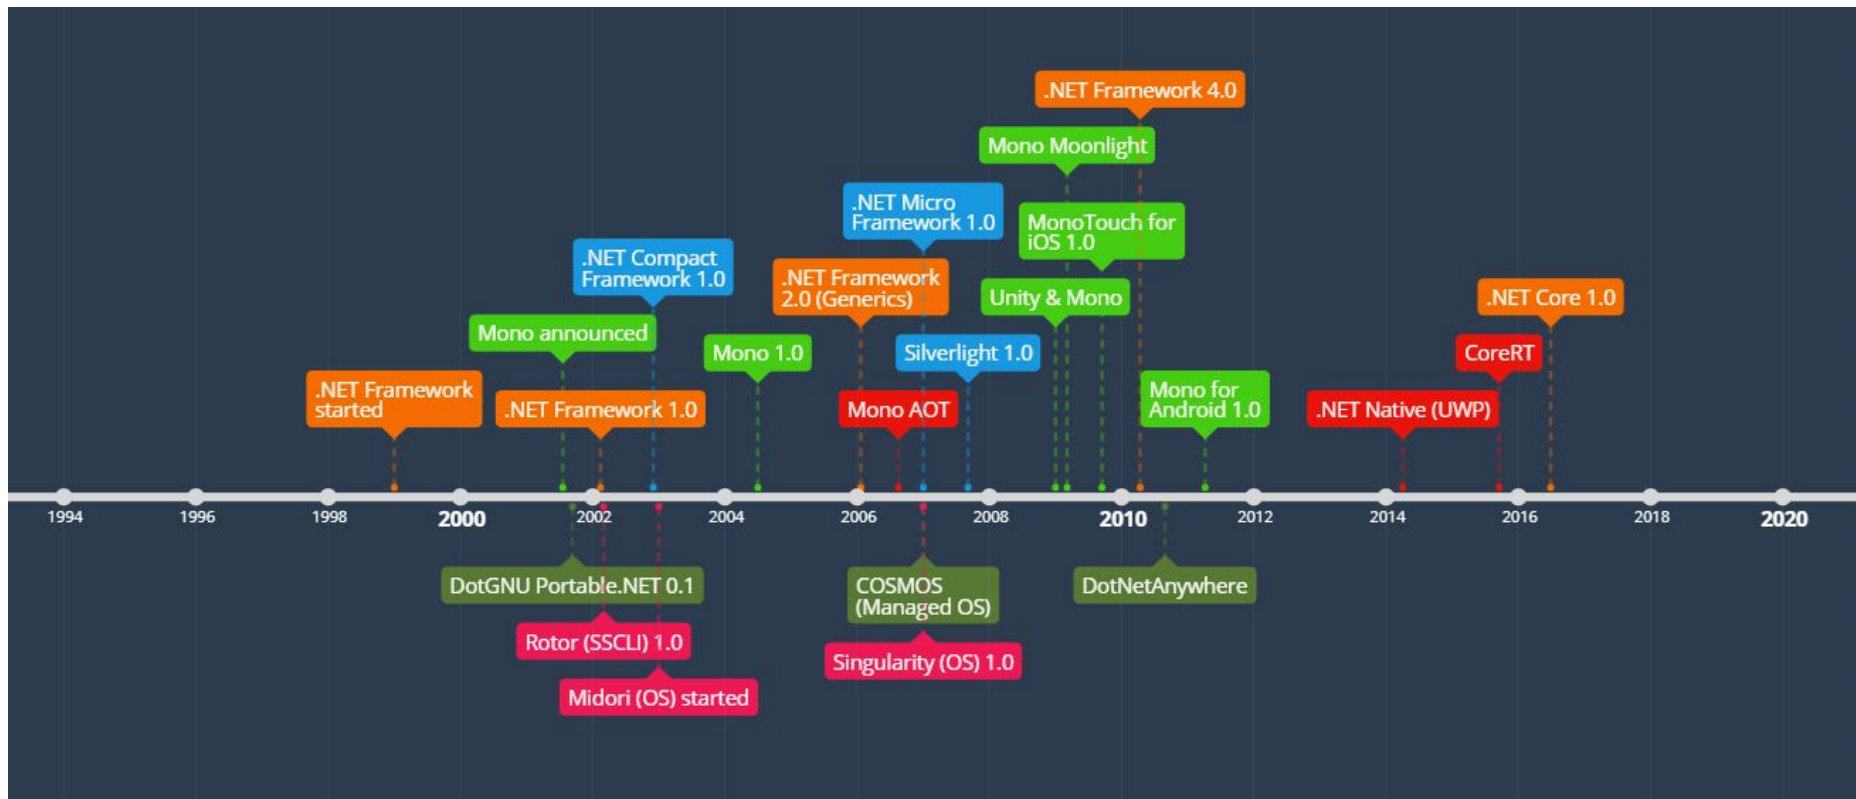 .NET Framework 4.0
Mono Moonlight
.NET Micro
Framework 1.0
MonoTouch for
iOS 1.0
.NET Compact
Framework 1.0
.NET Framework
2.0 (Generics)
Unity & Mono
.NET Core 1.0
Mono announced
Mono 1.0
Silverlight 1.0
CoreRT
.NET Framework
started
.NET Framework 1.0
Mono AOT
Mono for
Android 1.0
.NET Native (UWP)
1994
1996
1998
2000
2002
2004
2006
2008
2010
2012
2014
2016
2018
2020
DotGNU Portable.NET 0.1
COSMOS
(Managed OS)
DotNetAnywhere
Rotor (SSCLI) 1.0
Singularity (OS) 1.0
Midori (OS) started